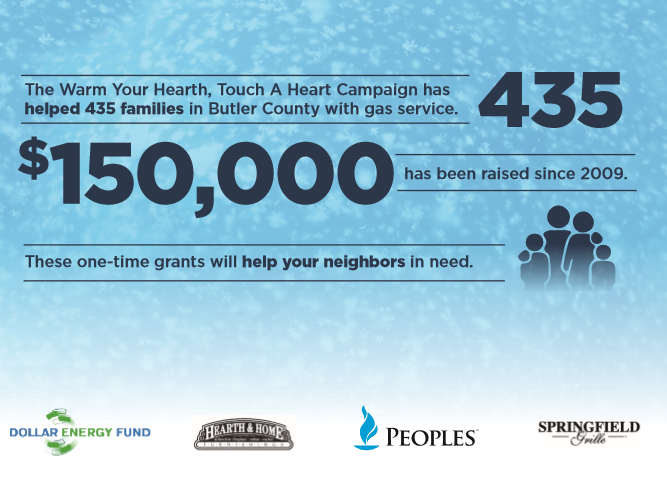 The Warm Your Hearth, Touch A Heart Campaign has
helped 435 families in Butler County with gas service.
435
$150,000
has been raised since 2009.
These one-time grants will help your neighbors in need.
DOLLAR ENERGY FUND
HEARTH & HOME
FURNISHINGS
PEOPLES™
SPRINGFIELD
Grille